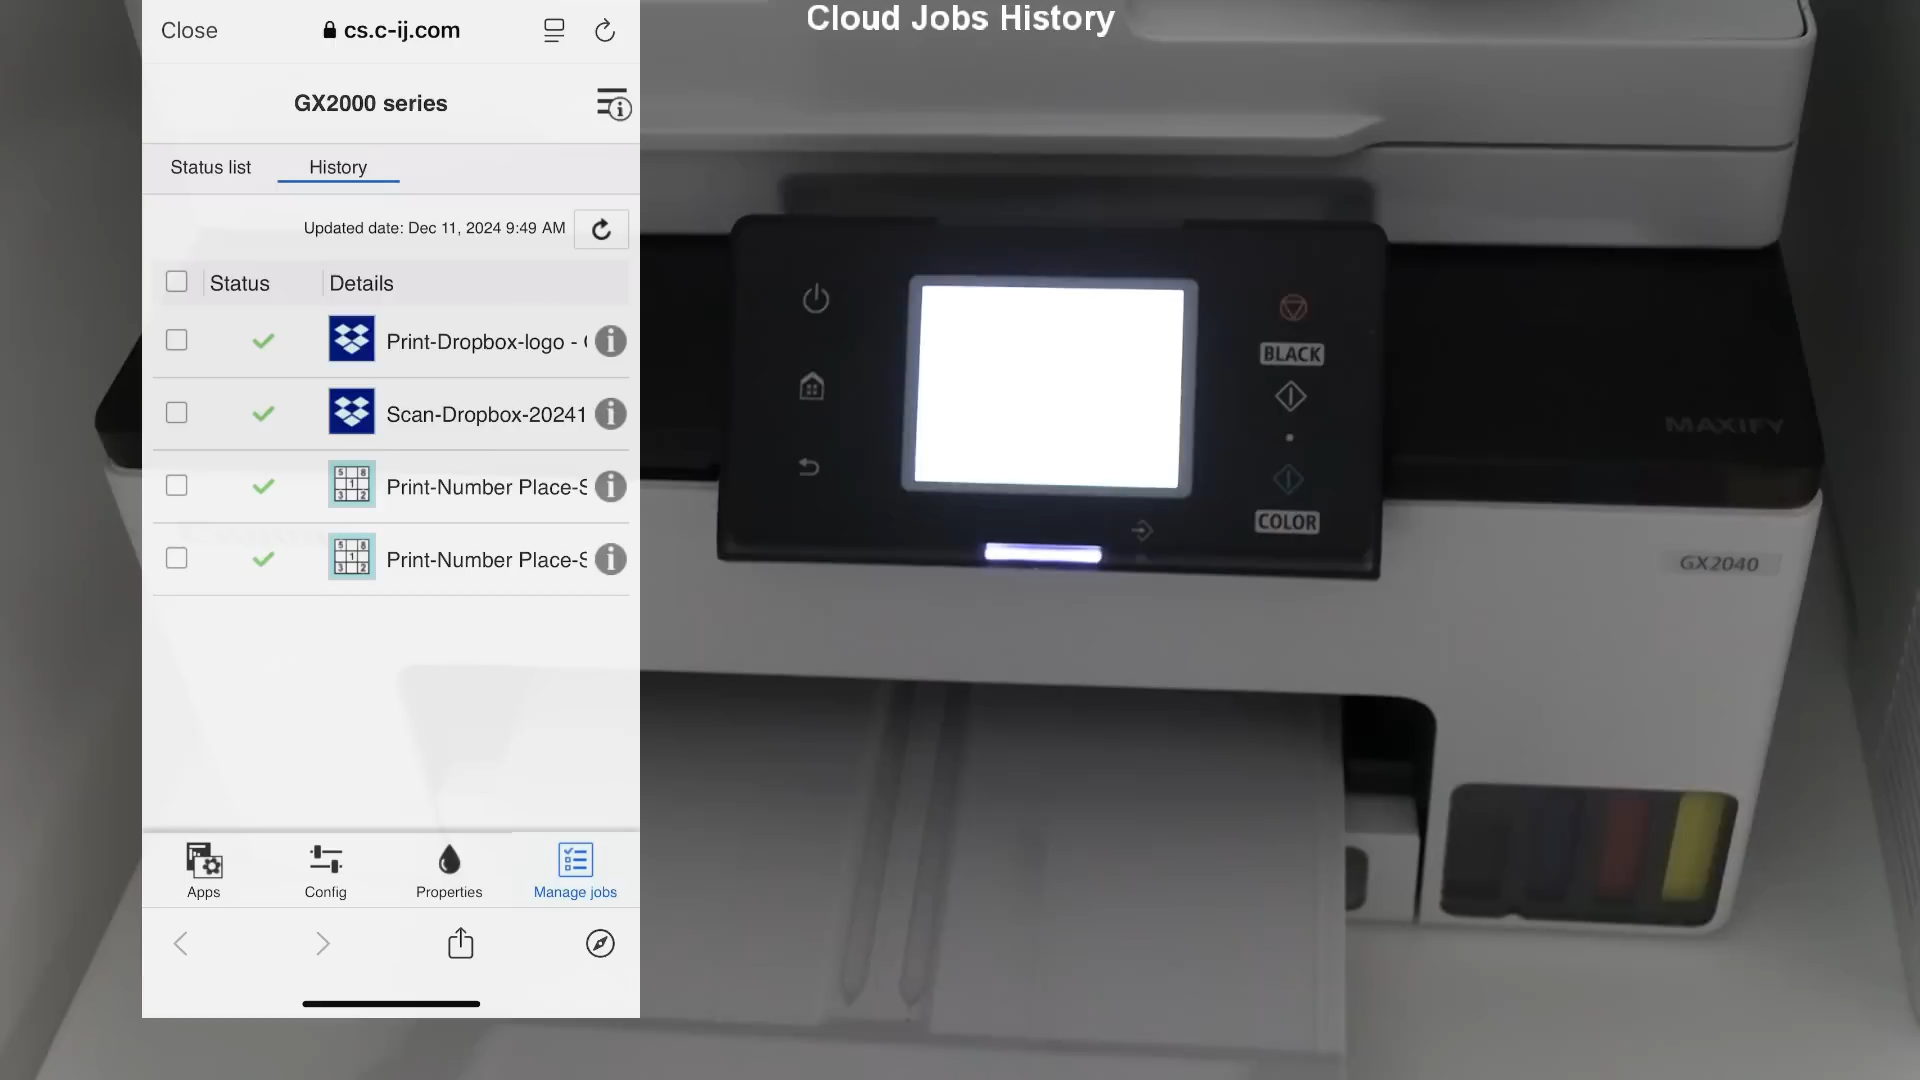 Cloud Jobs History
Close
cs.c-ij.com
GX2000 series
Status list
History
Updated date: Dec 11, 2024 9:49 AM
Status
Details
Print-Dropbox-logo -
Scan-Dropbox-20241
Print-Number Place-S
Print-Number Place-S
Apps
Config
Properties
Manage jobs
BLACK
COLOR
MAXIFY
GX2040